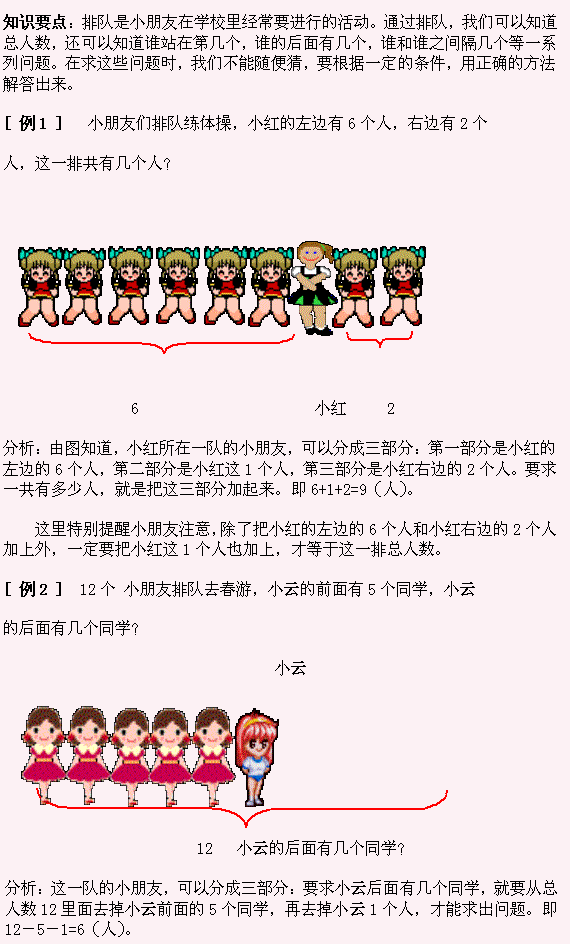 知识要点：排队是小朋友在学校里经常要进行的活动。通过排队，我们可以知道
总人数，还可以知道谁站在第几个，谁的后面有几个，谁和谁之间隔几个等一系
列问题。在求这些问题时，我们不能随便猜，要根据一定的条件，用正确的方法
解答出来。
[ 例1 ] 小朋友们排队练体操，小红的左边有6个人，右边有2个
人，这一排共有几个人?
6 小红 2
分析：由图知道，小红所在一队的小朋友，可以分成三部分：第一部分是小红的
左边的6个人，第二部分是小红这1个人，第三部分是小红右边的2个人。要求
一共有多少人，就是把这三部分加起来。即6+1+2=9（人）。
这里特别提醒小朋友注意,除了把小红的左边的6个人和小红右边的2个人
加上外，一定要把小红这1个人也加上，才等于这一排总人数。
[ 例2 ] 12个 小朋友排队去春游，小云的前面有5个同学，小云
的后面有几个同学?
小云
12 小云的后面有几个同学?
分析：这一队的小朋友，可以分成三部分：要求小云后面有几个同学，就要从总
人数12里面去掉小云前面的5个同学，再去掉小云1个人，才能求出问题。即
12－5－1=6（人）。